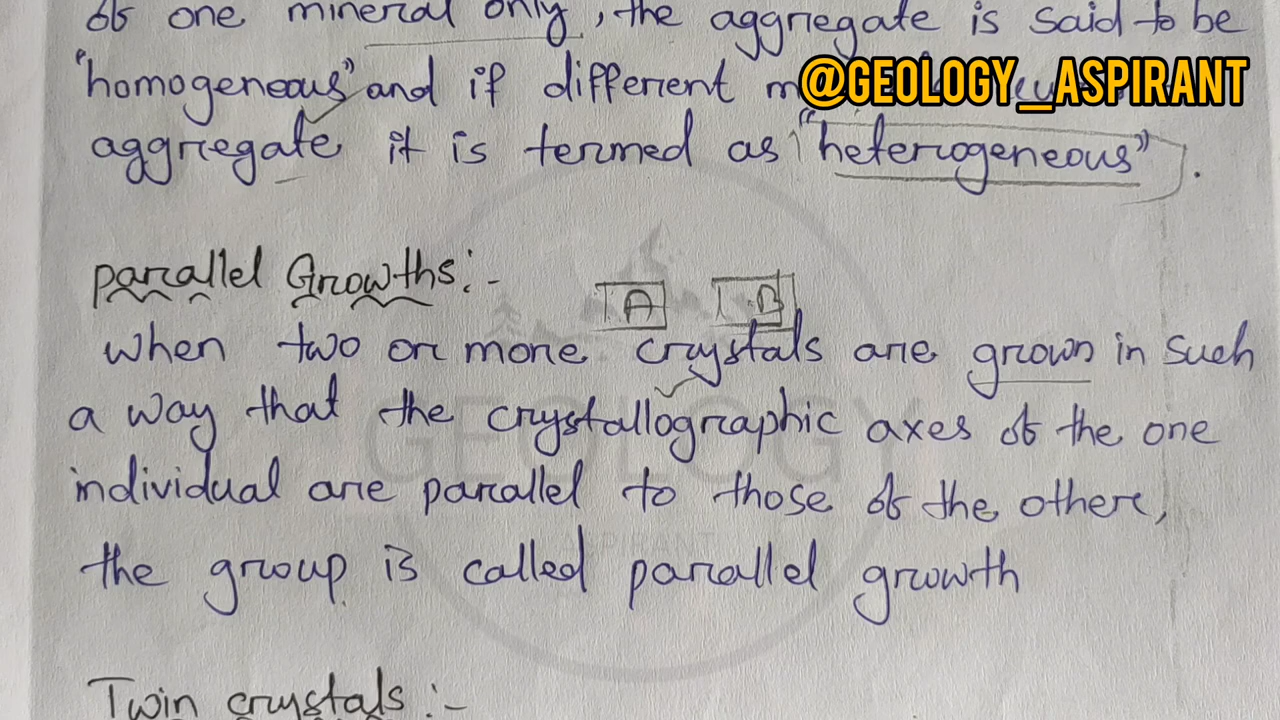 of one mineral only, the aggregate is said to be
"homogeneous" and if different
@GEOLOGY_ASPIRANT
aggregate it is termed as "heterogeneous".
Parallel Growths:-
A B
When two or more crystals are grown in such
a way that the crystallographic axes of the one
individual are parallel to those of the other,
the group is called parallel growth
GEOLOGY
ASPIRANT
Twin crystals:-